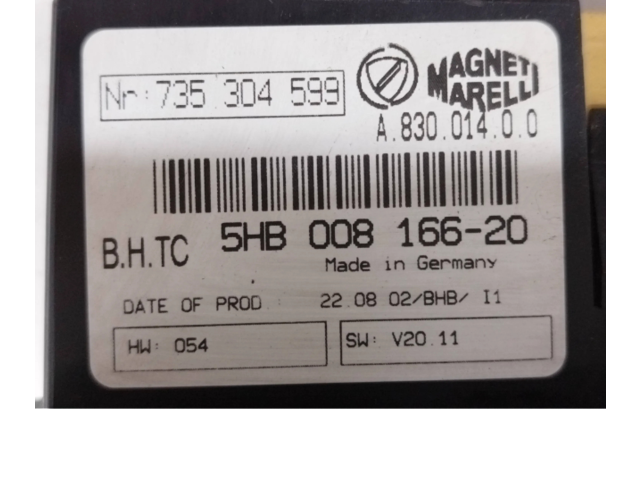 Nr: 735 304 599
MAGNETI
MARELLI
A.830.014.0.0
B.H.TC 5HB 008 166-20
Made in Germany
DATE OF PROD : 22.08 02/BHB/ I1
HW: 054
SW: V20.11